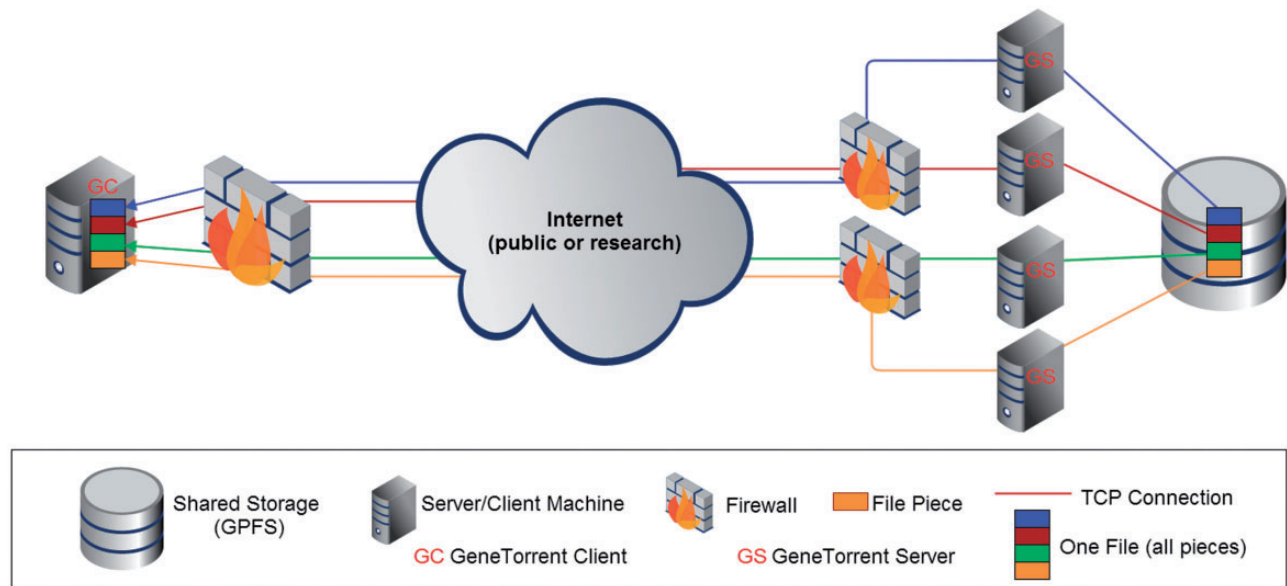 GS
GS
GC
Internet
(public or research)
GS
GS
Shared Storage
(GPFS)
Server/Client Machine
GC GeneTorrent Client
Firewall
File Piece
GS GeneTorrent Server
TCP Connection
One File (all pieces)